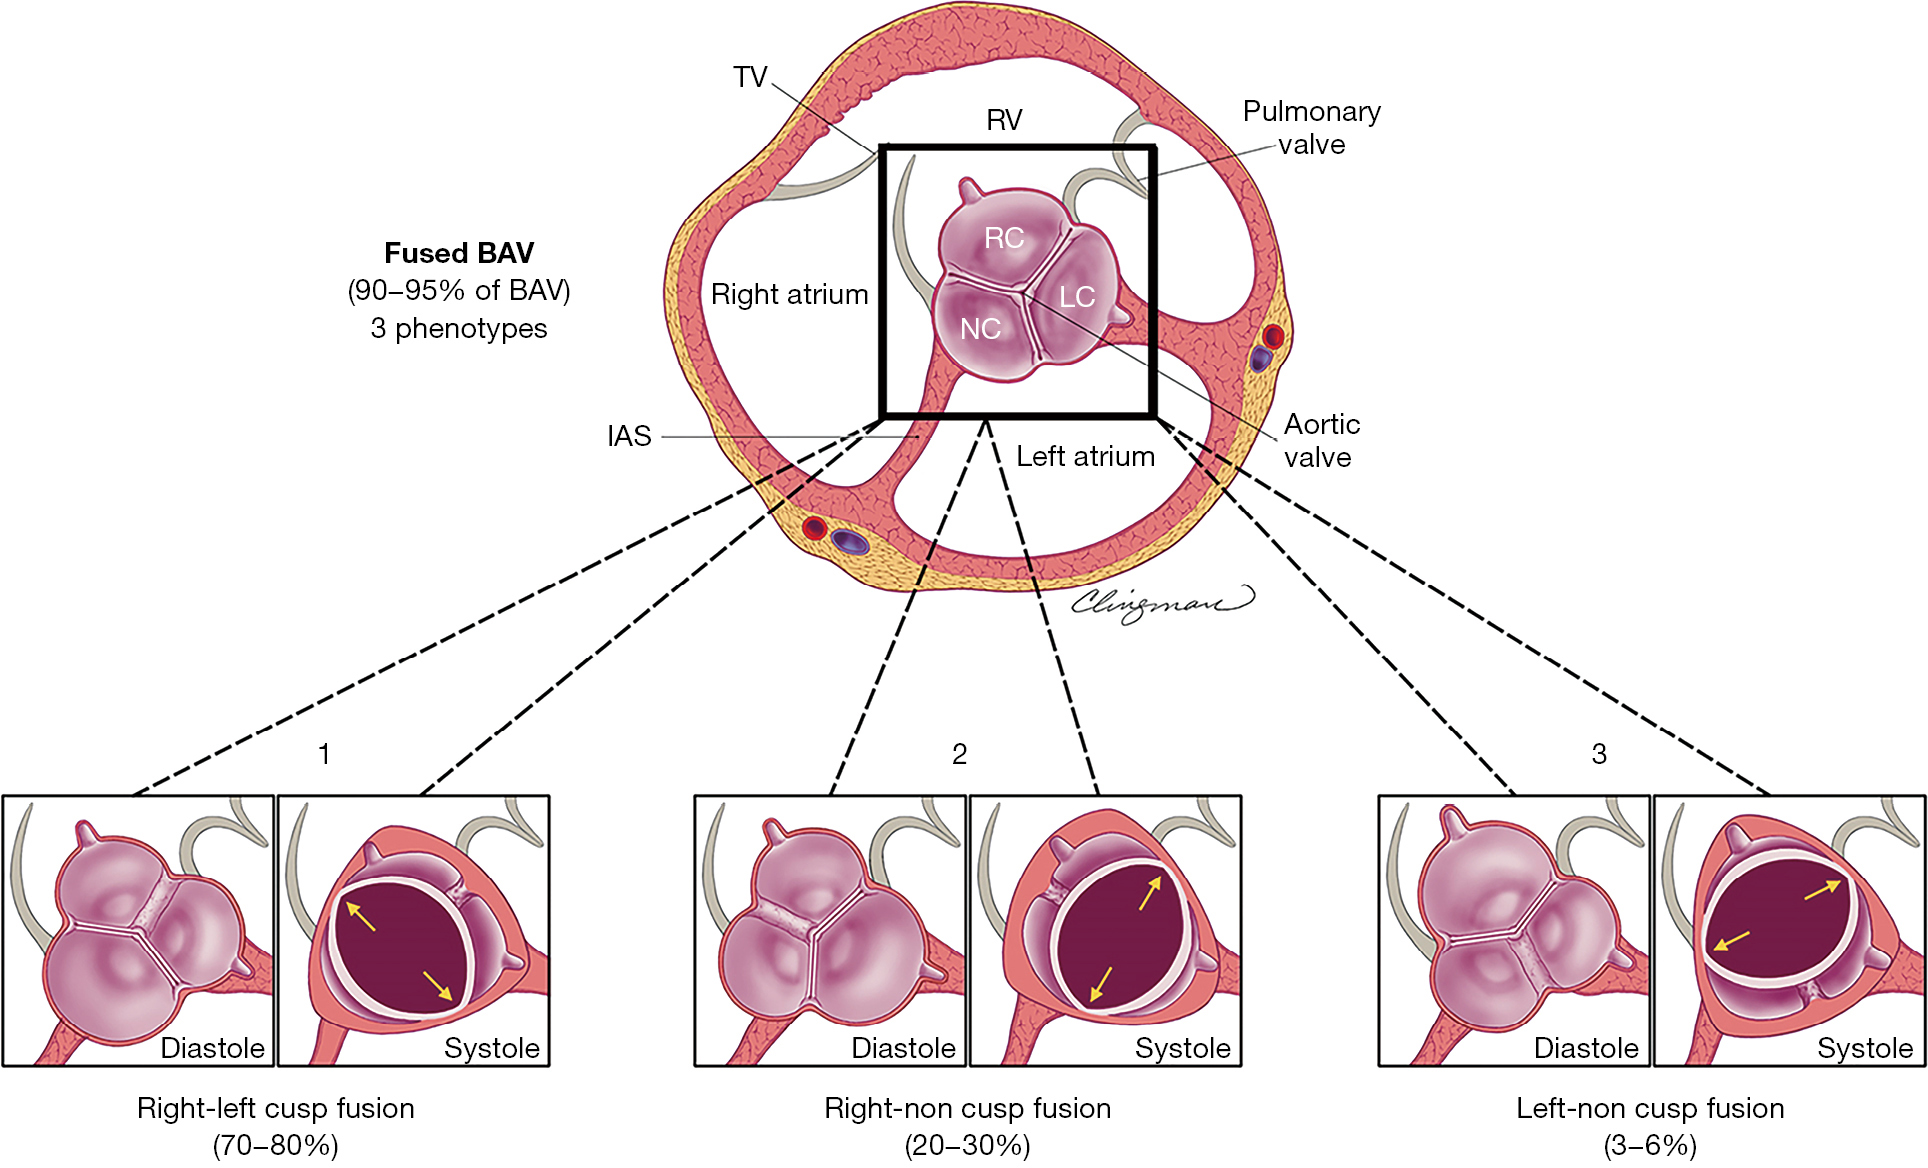 TV
RV
Pulmonary
valve
Fused BAV
(90–95% of BAV)
3 phenotypes
RC
LC
NC
Right atrium
IAS
Left atrium
Aortic
valve
Clingman
1
2
3
Diastole
Systole
Diastole
Systole
Diastole
Systole
Right-left cusp fusion
(70–80%)
Right-non cusp fusion
(20–30%)
Left-non cusp fusion
(3–6%)